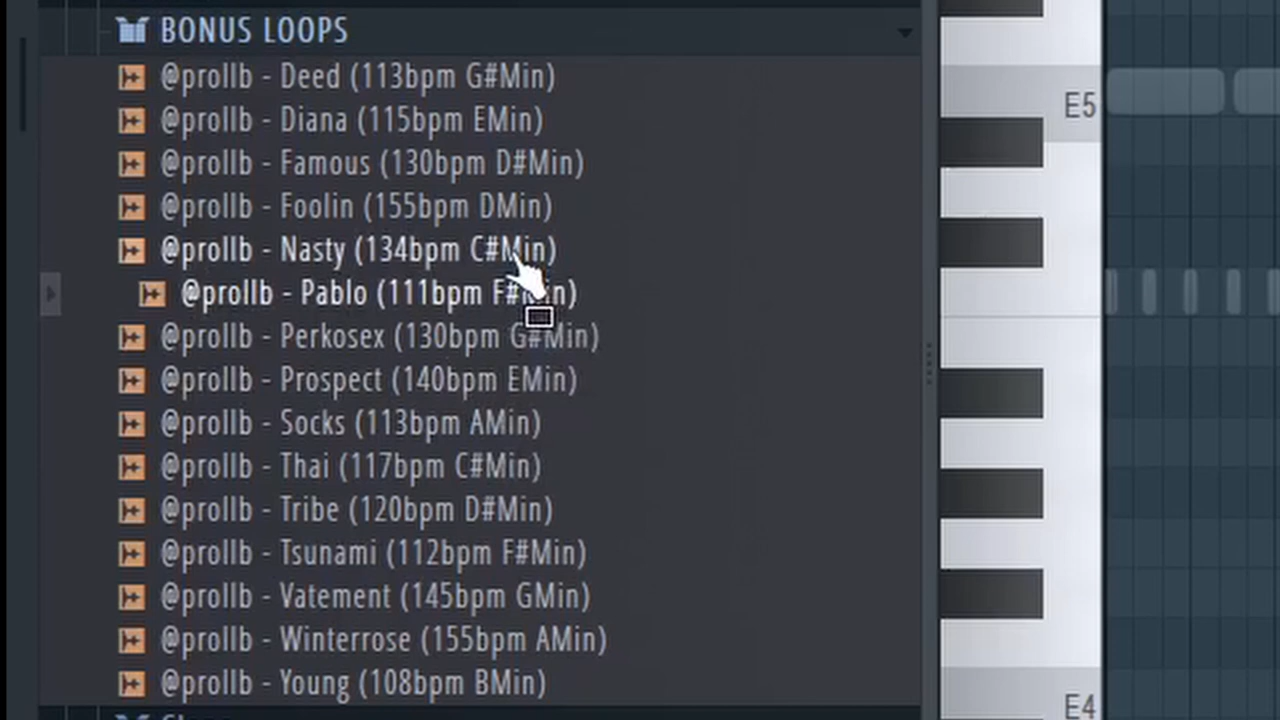 BONUS LOOPS
@prollb - Deed (113bpm G#Min)
@prollb - Diana (115bpm EMin)
@prollb - Famous (130bpm D#Min)
@prollb - Foolin (155bpm DMin)
@prollb - Nasty (134bpm C#Min)
@prollb - Pablo (111bpm F#Min)
@prollb - Perkosex (130bpm G#Min)
@prollb - Prospect (140bpm EMin)
@prollb - Socks (113bpm AMin)
@prollb - Thai (117bpm C#Min)
@prollb - Tribe (120bpm D#Min)
@prollb - Tsunami (112bpm F#Min)
@prollb - Vatement (145bpm GMin)
@prollb - Winterrose (155bpm AMin)
@prollb - Young (108bpm BMin)
E5
E4